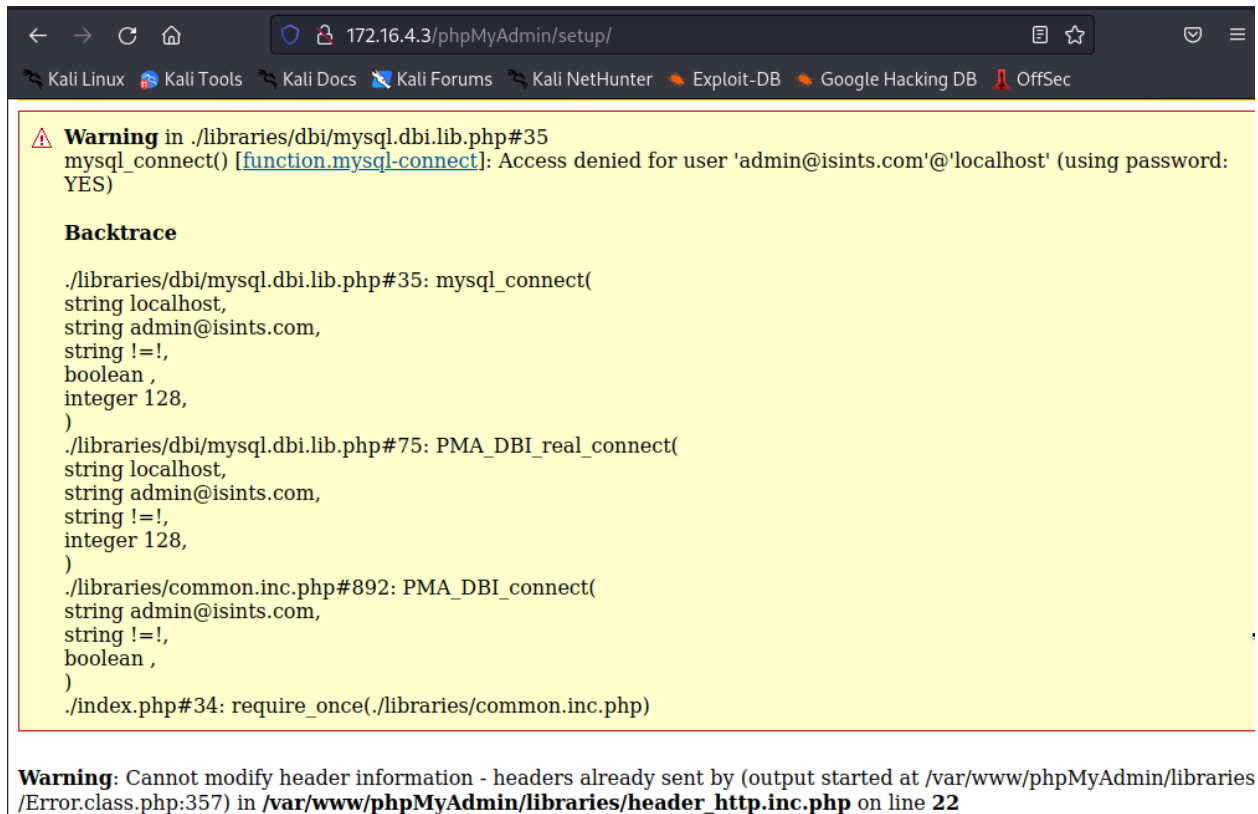 172.16.4.3/phpMyAdmin/setup/
Kali Linux Kali Tools Kali Docs Kali Forums Kali NetHunter Exploit-DB Google Hacking DB OffSec
Warning in ./libraries/dbi/mysql.dbi.lib.php#35
mysql_connect() [function.mysql-connect]: Access denied for user 'admin@isints.com'@'localhost' (using password:
YES)
Backtrace
./libraries/dbi/mysql.dbi.lib.php#35: mysql_connect(
string localhost,
string admin@isints.com,
string !=!,
boolean ,
integer 128,
)
./libraries/dbi/mysql.dbi.lib.php#75: PMA_DBI_real_connect(
string localhost,
string admin@isints.com,
string !=!,
integer 128,
)
./libraries/common.inc.php#892: PMA_DBI_connect(
string admin@isints.com,
string !=!,
boolean ,
)
./index.php#34: require_once(./libraries/common.inc.php)
Warning: Cannot modify header information - headers already sent by (output started at /var/www/phpMyAdmin/libraries
/Error.class.php:357) in /var/www/phpMyAdmin/libraries/header_http.inc.php on line 22